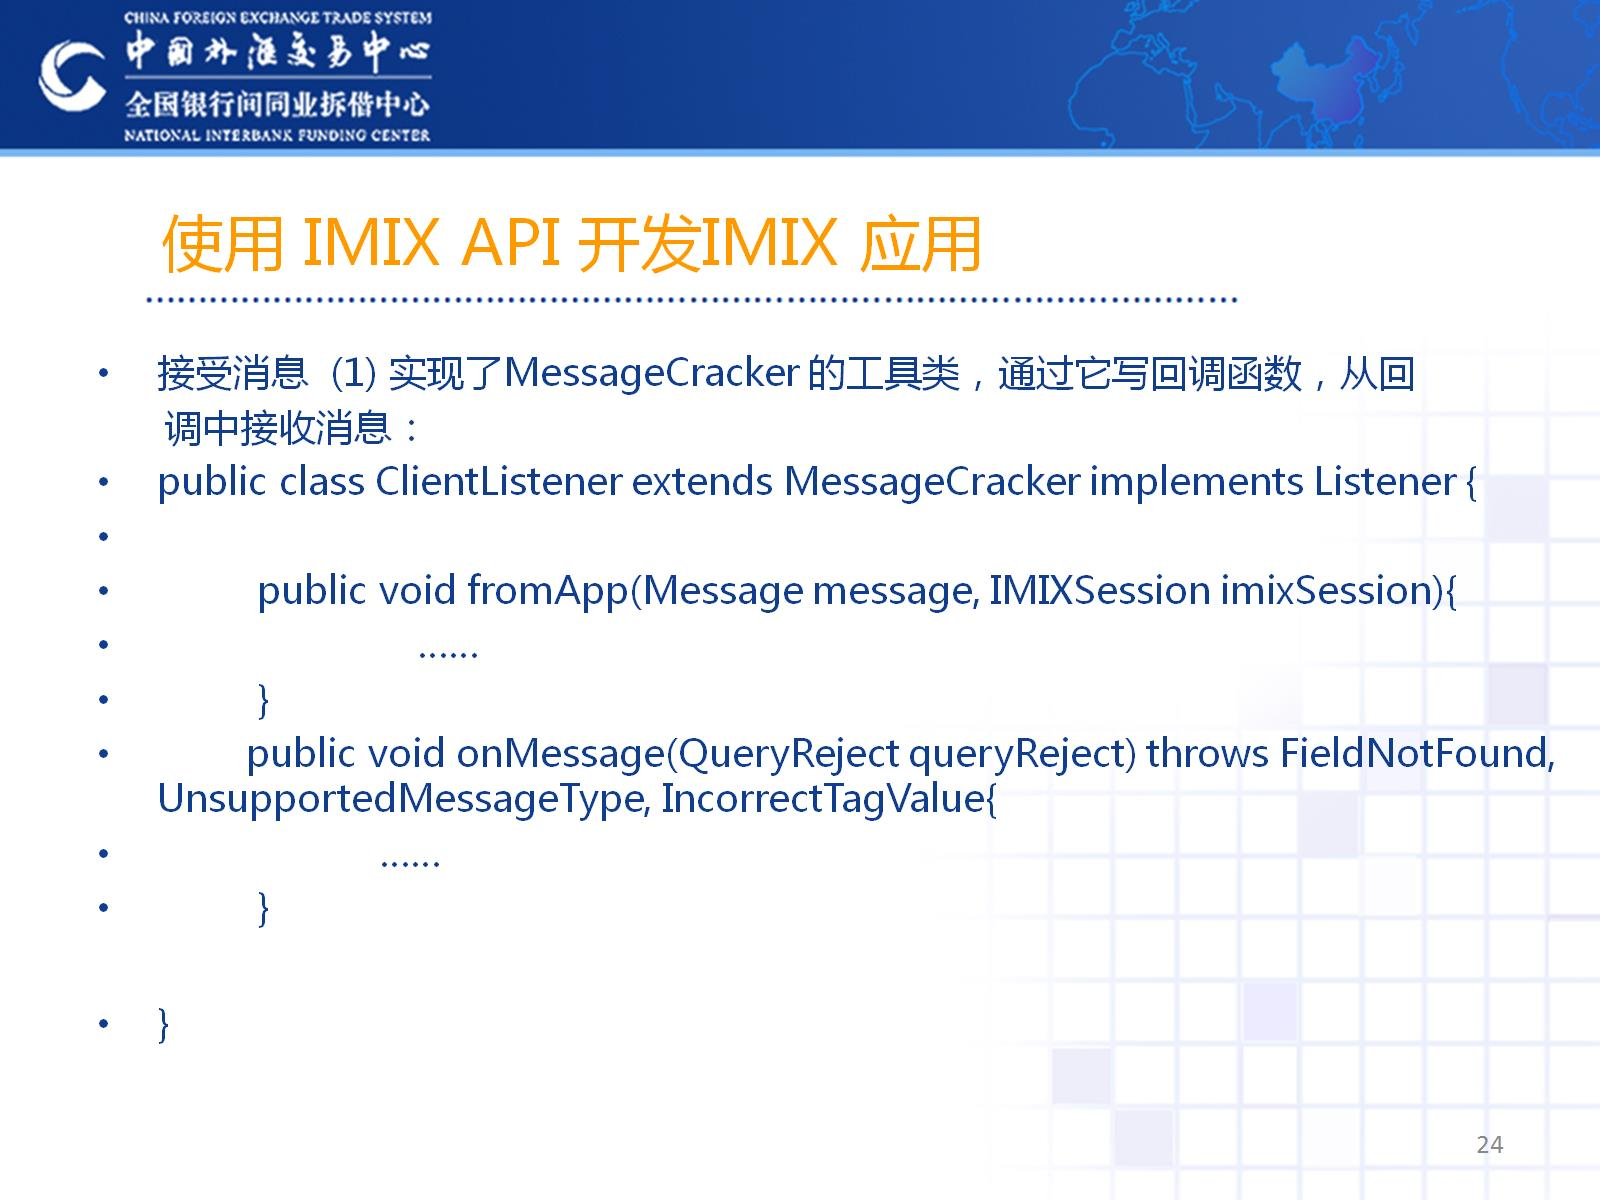 CHINA FOREIGN EXCHANGE TRADE SYSTEM
中国外汇交易中心
全国银行间同业拆借中心
NATIONAL INTERBANK FUNDING CENTER
使用 IMIX API 开发IMIX 应用
• 接受消息 (1) 实现了MessageCracker 的工具类，通过它写回调函数，从回
调中接收消息：
• public class ClientListener extends MessageCracker implements Listener {
•
• public void fromApp(Message message, IMIXSession imixSession){
• ……
• }
• public void onMessage(QueryReject queryReject) throws FieldNotFound,
UnsupportedMessageType, IncorrectTagValue{
• ……
• }
• }
24